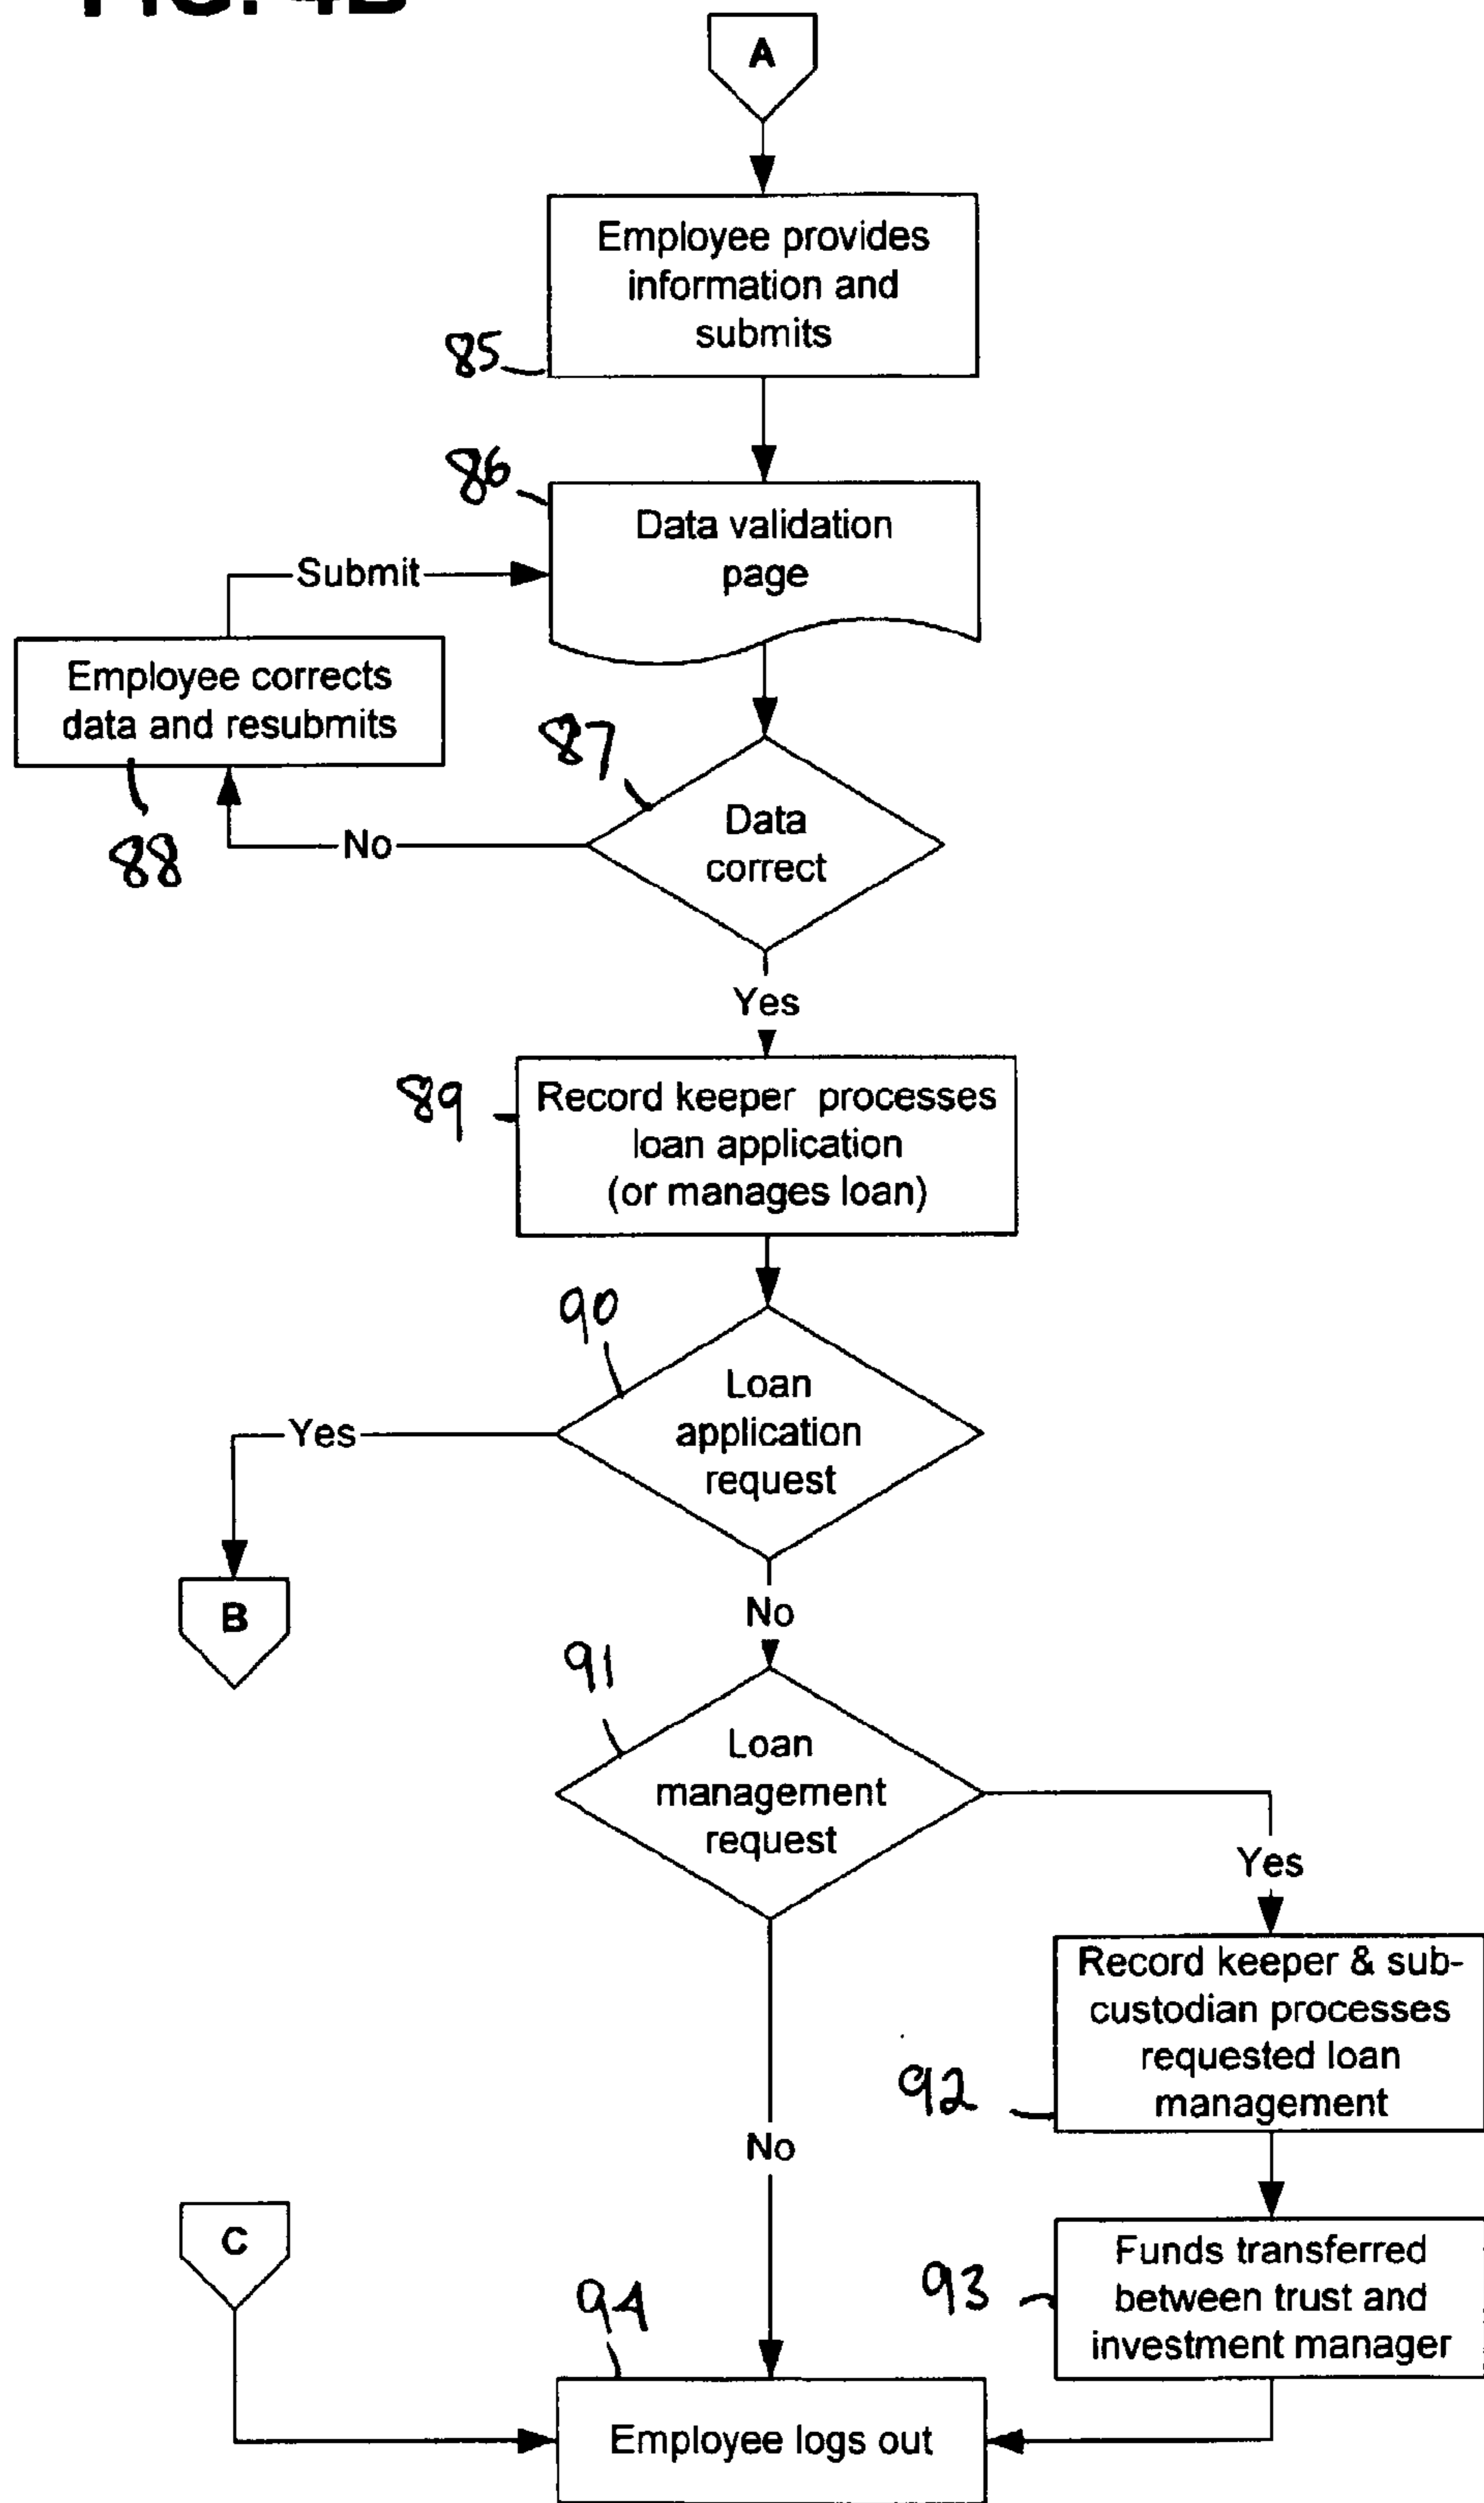 A
Employee provides
information and
submits
85
86
Data validation
page
Submit
Employee corrects
data and resubmits
88
87
Data
correct
No
Yes
89
Record keeper processes
loan application
(or manages loan)
90
Loan
application
request
Yes
B
No
91
Loan
management
request
Yes
Record keeper & sub-
custodian processes
requested loan
management
92
No
C
93
Funds transferred
between trust and
investment manager
94
Employee logs out